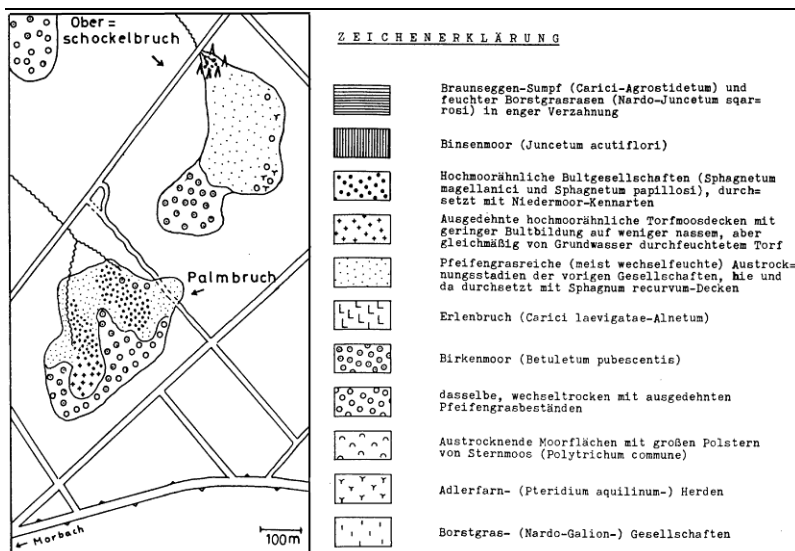 Ober=
schockelbruch
Palmbruch
Morbach
100m
ZEICHENERKLÄRUNG
Braunseggen-Sumpf (Carici-Agrostidetum) und
feuchter Borstgrasrasen (Nardo-Juncetum sqar=
rosi) in enger Verzahnung
Binsenmoor (Juncetum acutiflori)
Hochmoorähnliche Bultgesellschaften (Sphagnetum
magellanici und Sphagnetum papillosi), durch=
setzt mit Niedermoor-Kennarten
Ausgedehnte hochmoorähnliche Torfmoosdecken mit
geringer Bultbildung auf weniger nassem, aber
gleichmäßig von Grundwasser durchfeuchtetem Torf
Pfeifengrasreiche (meist wechselfeuchte) Austrock=
nungsstadien der vorigen Gesellschaften, hie und
da durchsetzt mit Sphagnum recurvum-Decken
Erlenbruch (Carici laevigatae-Alnetum)
Birkenmoor (Betuletum pubescentis)
dasselbe, wechseltrocken mit ausgedehnten
Pfeifengrasbeständen
Austrocknende Moorflächen mit großen Polstern
von Sternmoos (Polytrichum commune)
Adlerfarn- (Pteridium aquilinum-) Herden
Borstgras- (Nardo-Galion-) Gesellschaften